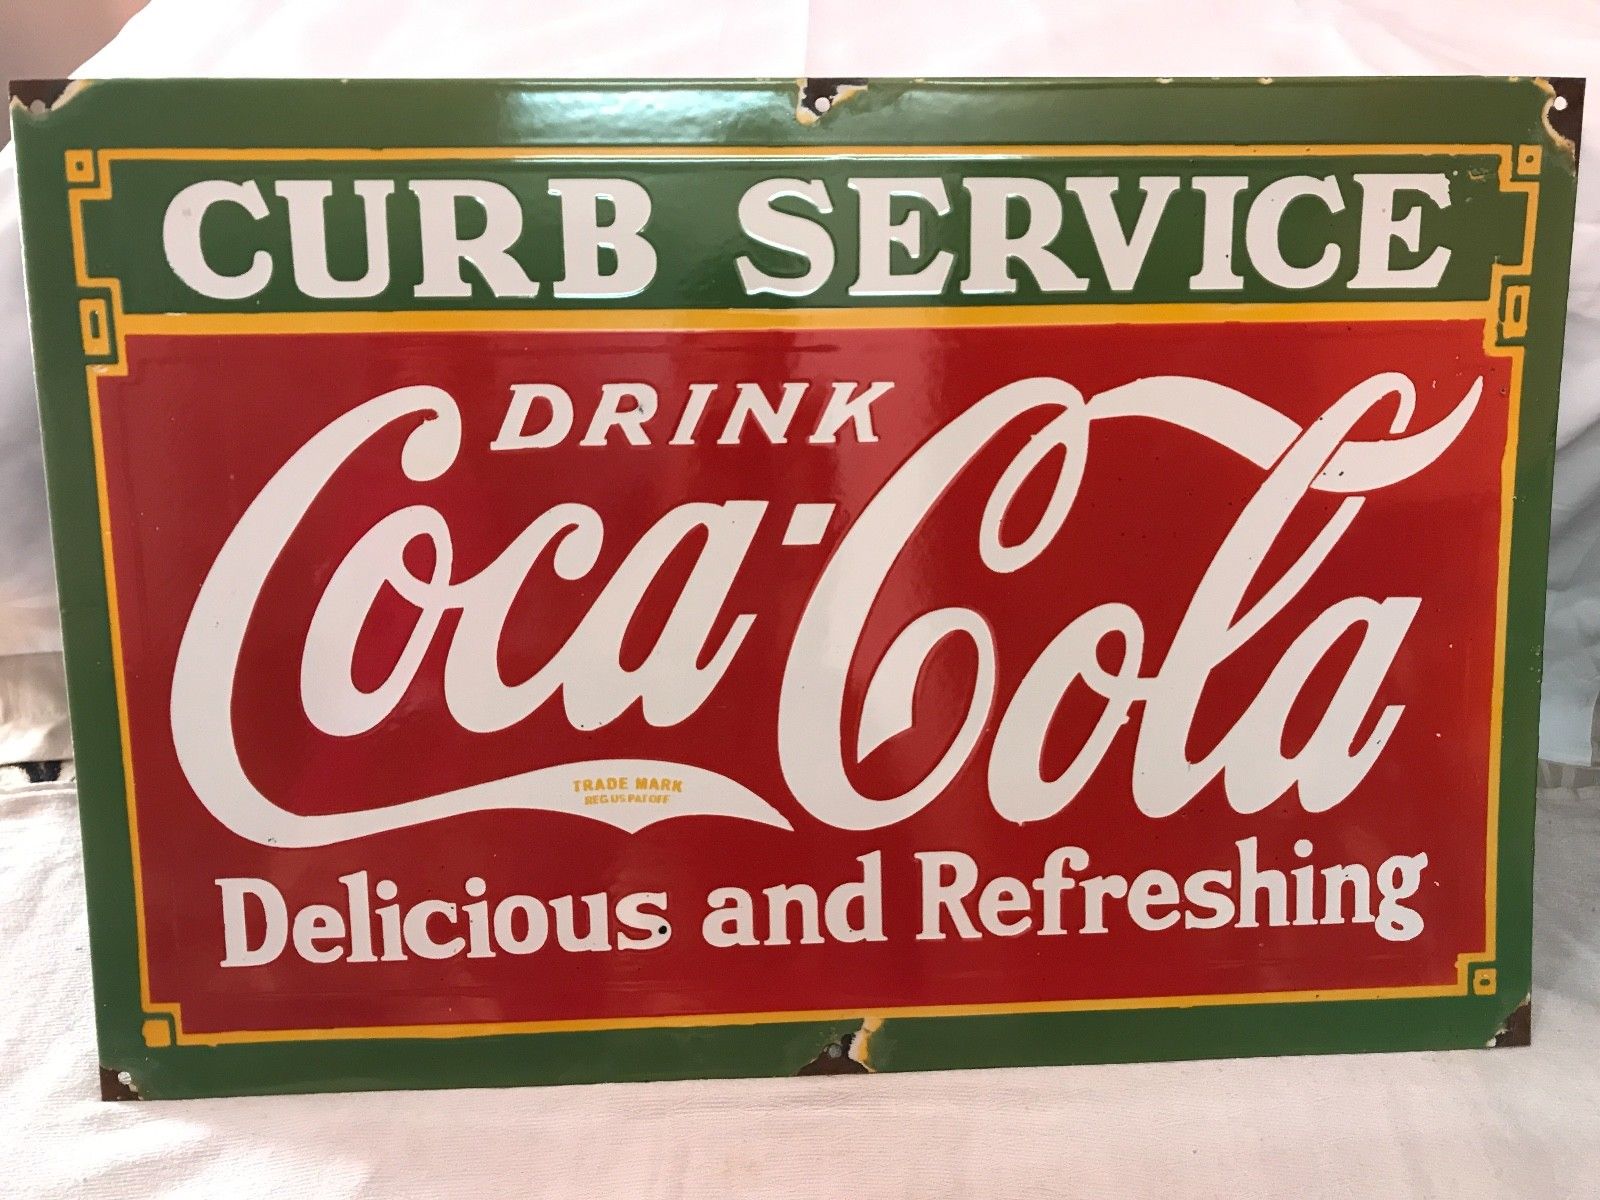 CURB SERVICE
DRINK
Coca-Cola
TRADE MARK
REG US PAT OFF
Delicious and Refreshing